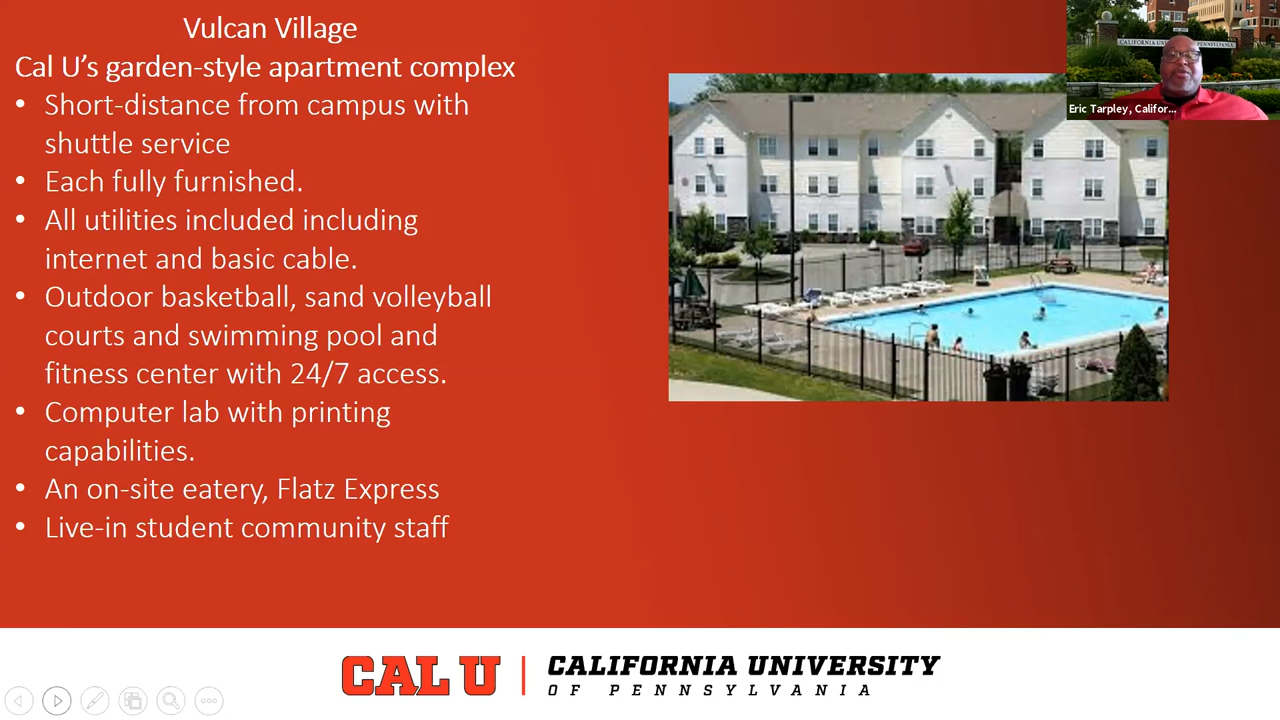 Vulcan Village
Cal U’s garden-style apartment complex
• Short-distance from campus with
shuttle service
• Each fully furnished.
• All utilities included including
internet and basic cable.
• Outdoor basketball, sand volleyball
courts and swimming pool and
fitness center with 24/7 access.
• Computer lab with printing
capabilities.
• An on-site eatery, Flatz Express
• Live-in student community staff
Eric Tarpley, Califor...
CAL U
CALIFORNIA UNIVERSITY
OF PENNSYLVANIA